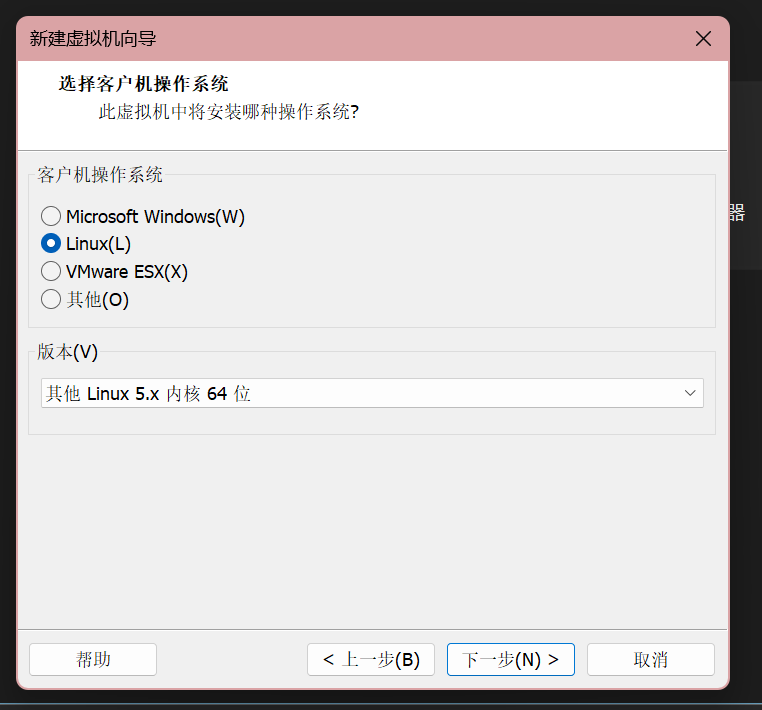 新建虚拟机向导
选择客户机操作系统
此虚拟机中将安装哪种操作系统?
客户机操作系统
Microsoft Windows(W)
Linux(L)
VMware ESX(X)
其他(O)
版本(V)
其他 Linux 5.x 内核 64 位
帮助
< 上一步(B)
下一步(N) >
取消
器